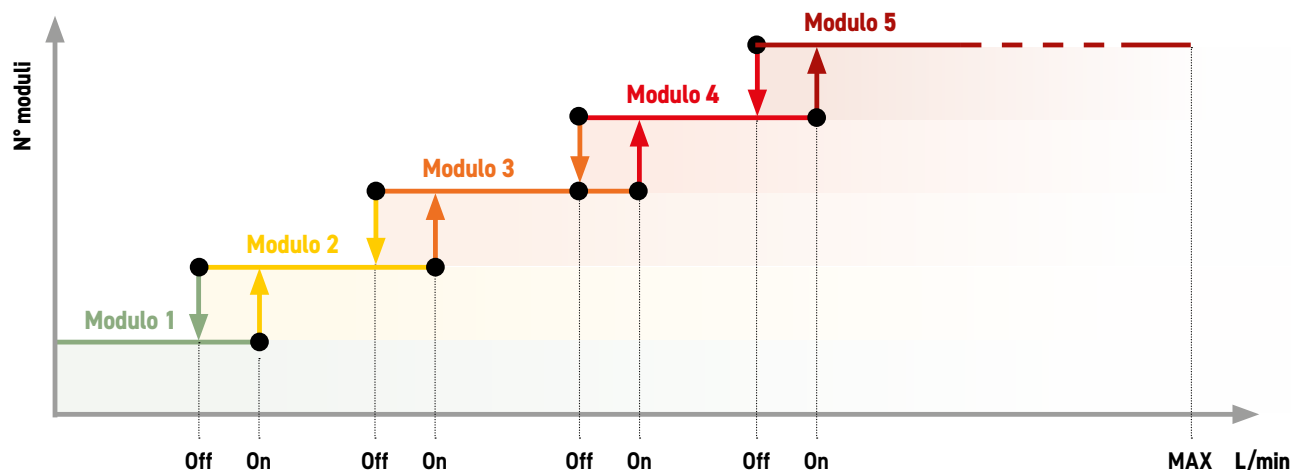 Modulo 5
N° moduli
Modulo 4
Modulo 3
Modulo 2
Modulo 1
Off On Off On Off On Off On MAX L/min